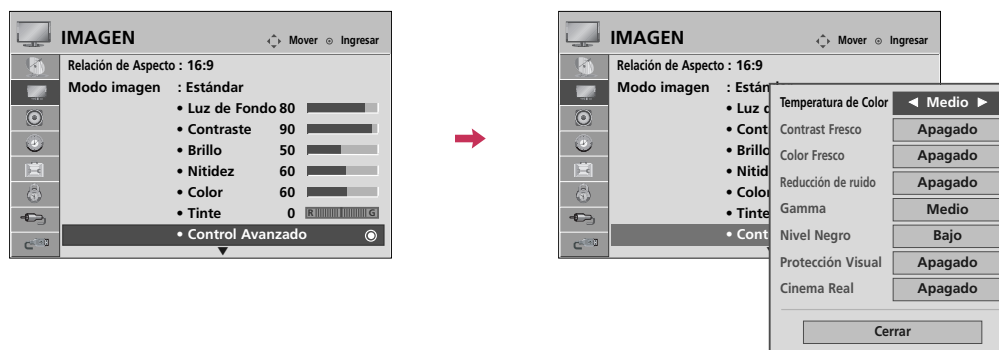 IMAGEN
Mover
Ingresar
Relación de Aspecto : 16:9
Modo imagen : Estándar
• Luz de Fondo 80
• Contraste 90
• Brillo 50
• Nitidez 60
• Color 60
• Tinte 0 R G
• Control Avanzado
IMAGEN
Mover
Ingresar
Relación de Aspecto : 16:9
Modo imagen : Están
• Luz d
• Cont
• Brillo
• Nitid
• Color
• Tinte
• Cont
Temperatura de Color Medio
Contrast Fresco Apagado
Color Fresco Apagado
Reducción de ruido Apagado
Gamma Medio
Nivel Negro Bajo
Protección Visual Apagado
Cinema Real Apagado
Cerrar